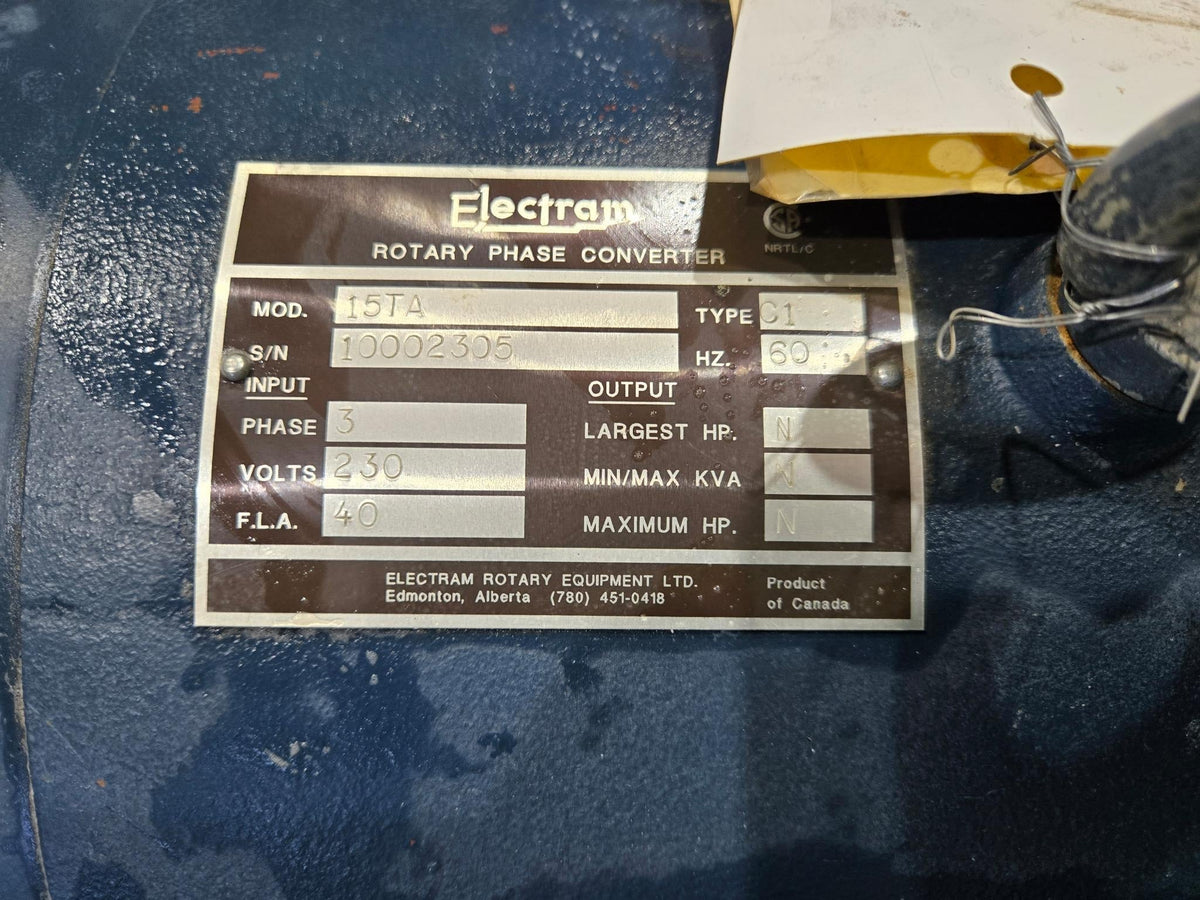 Electram
ROTARY PHASE CONVERTER
NRTL/C
MOD. 15TA TYPE C1
S/N 10002305 HZ. 60
INPUT OUTPUT
PHASE 3 LARGEST HP. N
VOLTS 230 MIN/MAX KVA N
F.L.A. 40 MAXIMUM HP. N
ELECTRAM ROTARY EQUIPMENT LTD. Product
Edmonton, Alberta (780) 451-0418 of Canada